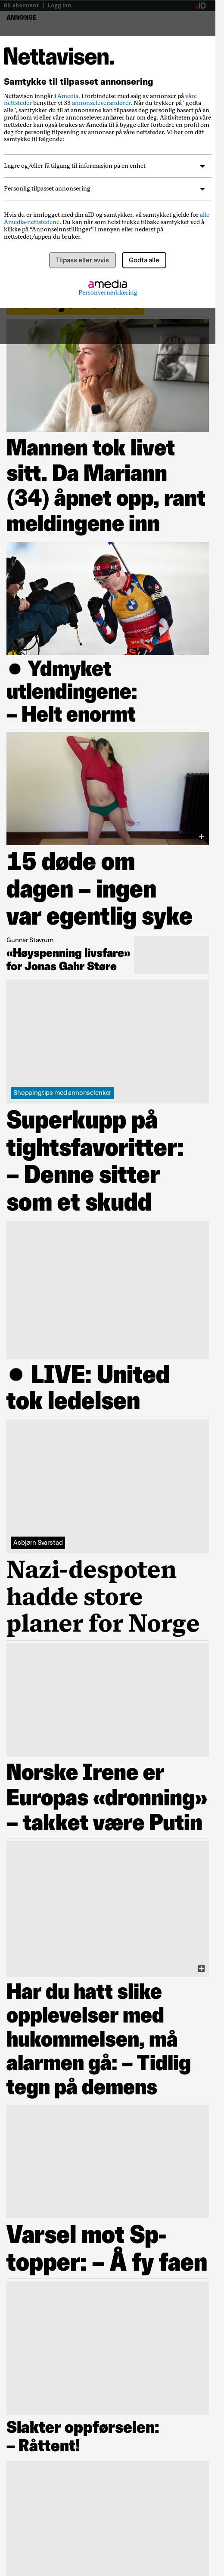 Bli abonnent | Logg inn
aID
ANNONSE
Nettavisen.
Samtykke til tilpasset annonsering
Nettavisen inngår i Amedia. I forbindelse med salg av annonser på våre
nettsteder benytter vi 33 annonseleverandører. Når du trykker på "godta
alle", samtykker du til at annonsene kan tilpasses deg personlig basert på en
profil som vi eller våre annonseleverandører har om deg. Aktiviteten på våre
nettsteder kan også bli brukt av Amedia til å bygge eller utvide en profil om
deg for personlig tilpasning av annonser på våre nettsteder. Vi ber om ditt
samtykke til følgende:
Lagre og/eller få tilgang til informasjon på en enhet
Personlig tilpasset annonsering
Hvis du er innlogget med din aID og samtykker, vil samtykket gjelde for alle
Amedia-nettstedene. Du kan når som helst trekke tilbake samtykket ved å
klikke på “Annonseinnstillinger” i menyen som finnes nederst på
nettstedet/appen du bruker.
Tilpass eller avvis
Godta alle
amedia
Personvernerklæring
Mannen tok livet
sitt. Da Mariann
(34) åpnet opp, rant
meldingene inn
● Ydmyket
utlendingene:
– Helt enormt
15 døde om
dagen – ingen
var egentlig syke
Gunnar Stavrum
«Høyspenning livsfare»
for Jonas Gahr Støre
Shoppingtips med annonselenker
Superkupp på
tightsfavoritter:
– Denne sitter
som et skudd
● LIVE: United
tok ledelsen
Asbjørn Svarstad
Nazi-despoten
hadde store
planer for Norge
Norske Irene er
Europas «dronning»
– takket være Putin
Har du hatt slike
opplevelser med
hukommelsen, må
alarmen gå: – Tidlig
tegn på demens
Varsel mot Sp-
topper: – Å fy faen
Slakter oppførselen:
– Råttent!